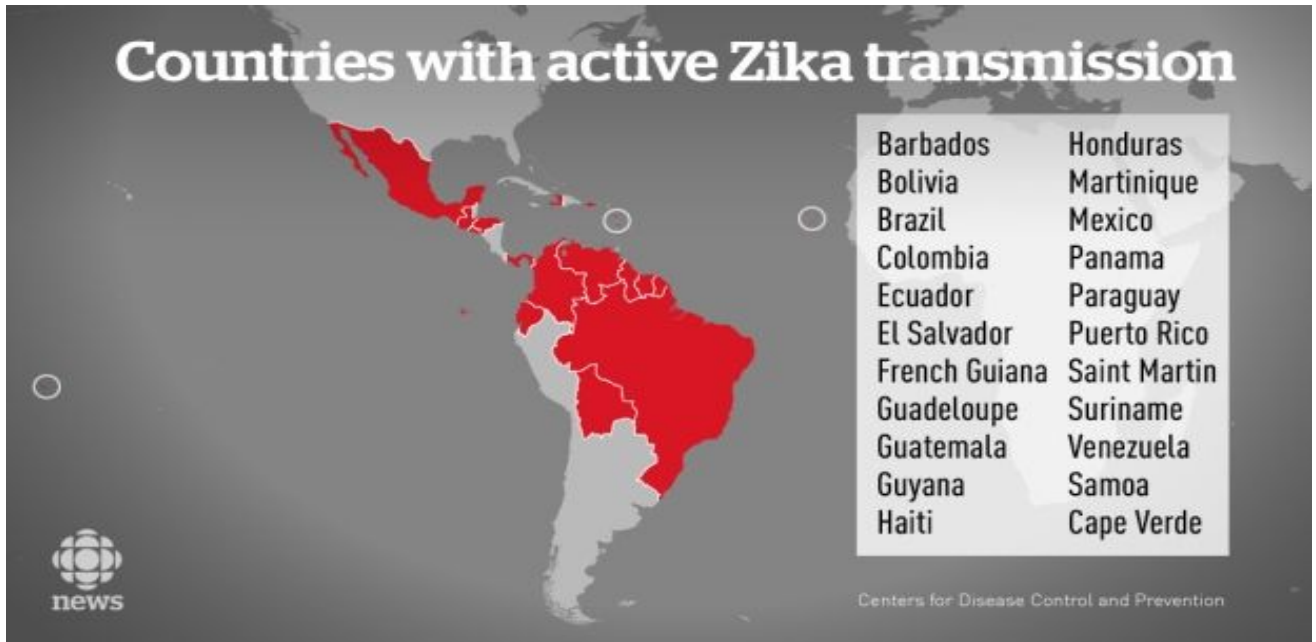 Countries with active Zika transmission
Barbados
Bolivia
Brazil
Colombia
Ecuador
El Salvador
French Guiana
Guadeloupe
Guatemala
Guyana
Haiti
Honduras
Martinique
Mexico
Panama
Paraguay
Puerto Rico
Saint Martin
Suriname
Venezuela
Samoa
Cape Verde
news
Centers for Disease Control and Prevention